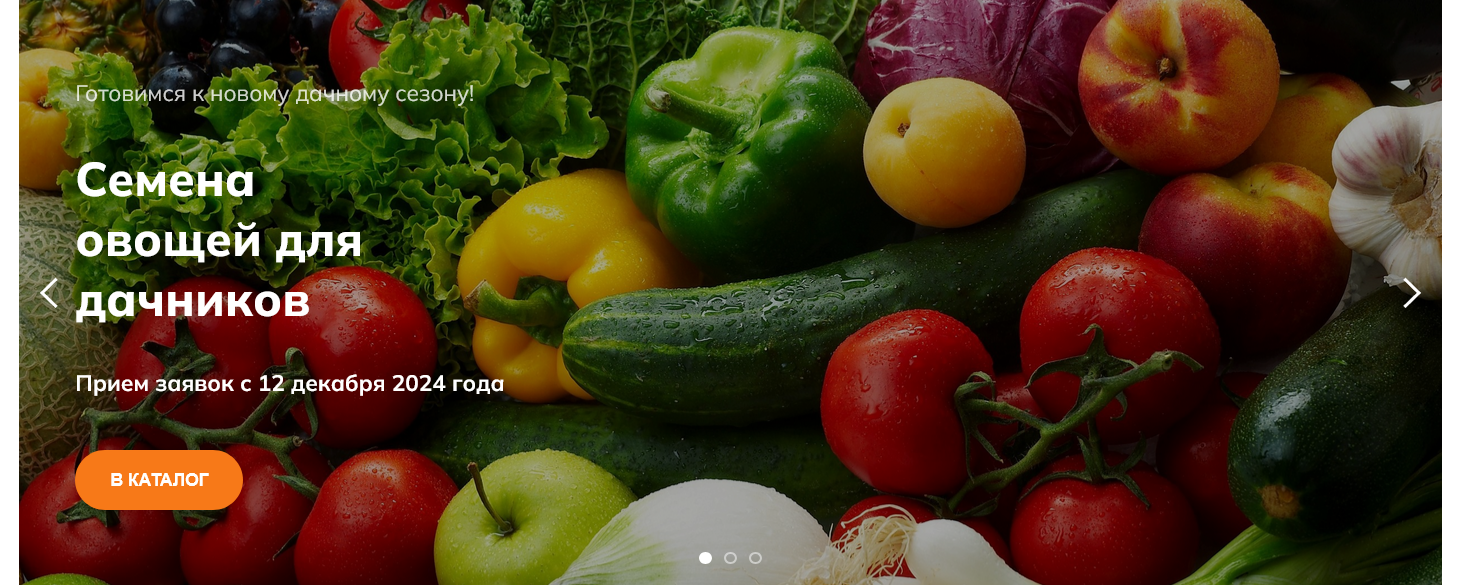 Готовимся к новому дачному сезону!
Семена
овощей для
дачников
Прием заявок с 12 декабря 2024 года
В КАТАЛОГ